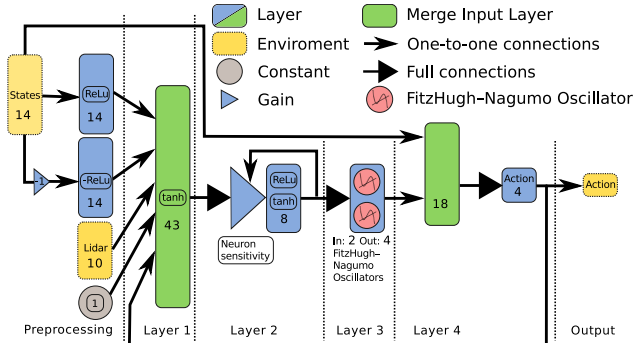 Layer
Merge Input Layer
Enviroment
One-to-one connections
Constant
Full connections
Gain
FitzHugh–Nagumo Oscillator
States
14
ReLu
14
-1
-ReLu
14
Lidar
10
1
tanh
43
Neuron
sensitivity
ReLu
tanh
8
In: 2 Out: 4
FitzHugh–
Nagumo
Oscillators
18
Action
4
Action
Preprocessing
Layer 1
Layer 2
Layer 3
Layer 4
Output